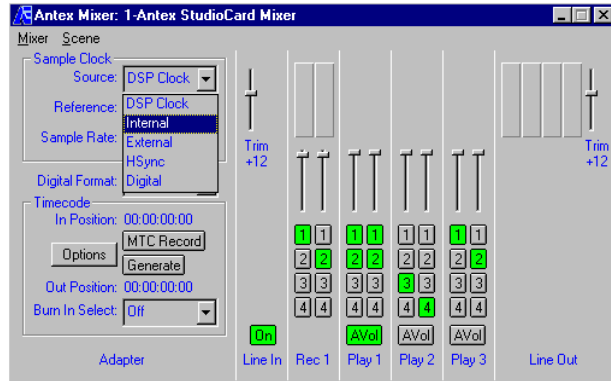 Antex Mixer: 1-Antex StudioCard Mixer
Mixer Scene
Sample Clock
Source: DSP Clock
Reference: DSP Clock
Internal
Sample Rate: External
HSync
Digital Format: Digital
Timecode
In Position: 00:00:00:00
Options MTC Record
Generate
Out Position: 00:00:00:00
Burn In Select: Off
Adapter
Trim
+12
On
Line In
1 1
2 2
3 3
4 4
Rec 1
1 1
2 2
3 3
4 4
AVol
Play 1
1 1
2 2
3 3
4 4
AVol
Play 2
1 1
2 2
3 3
4 4
AVol
Play 3
Trim
+12
Line Out